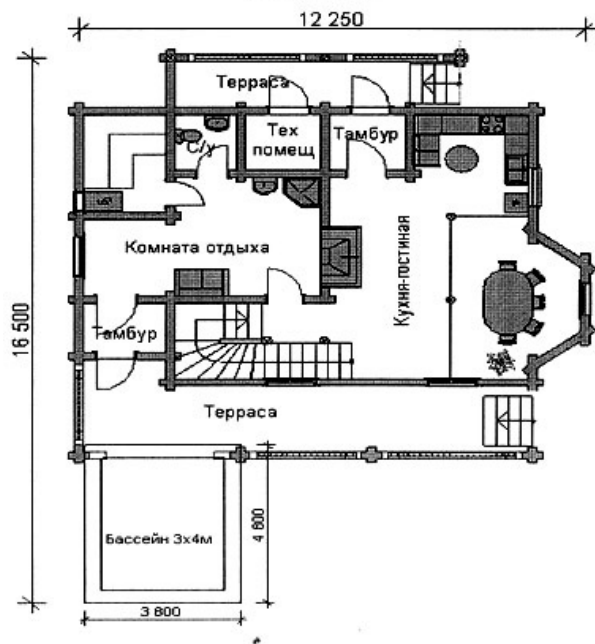 12 250
16 500
Терраса
С/у
Тех
помещ
Тамбур
Комната отдыха
Кухня-гостиная
Тамбур
Терраса
Бассейн 3х4м
4 800
3 800